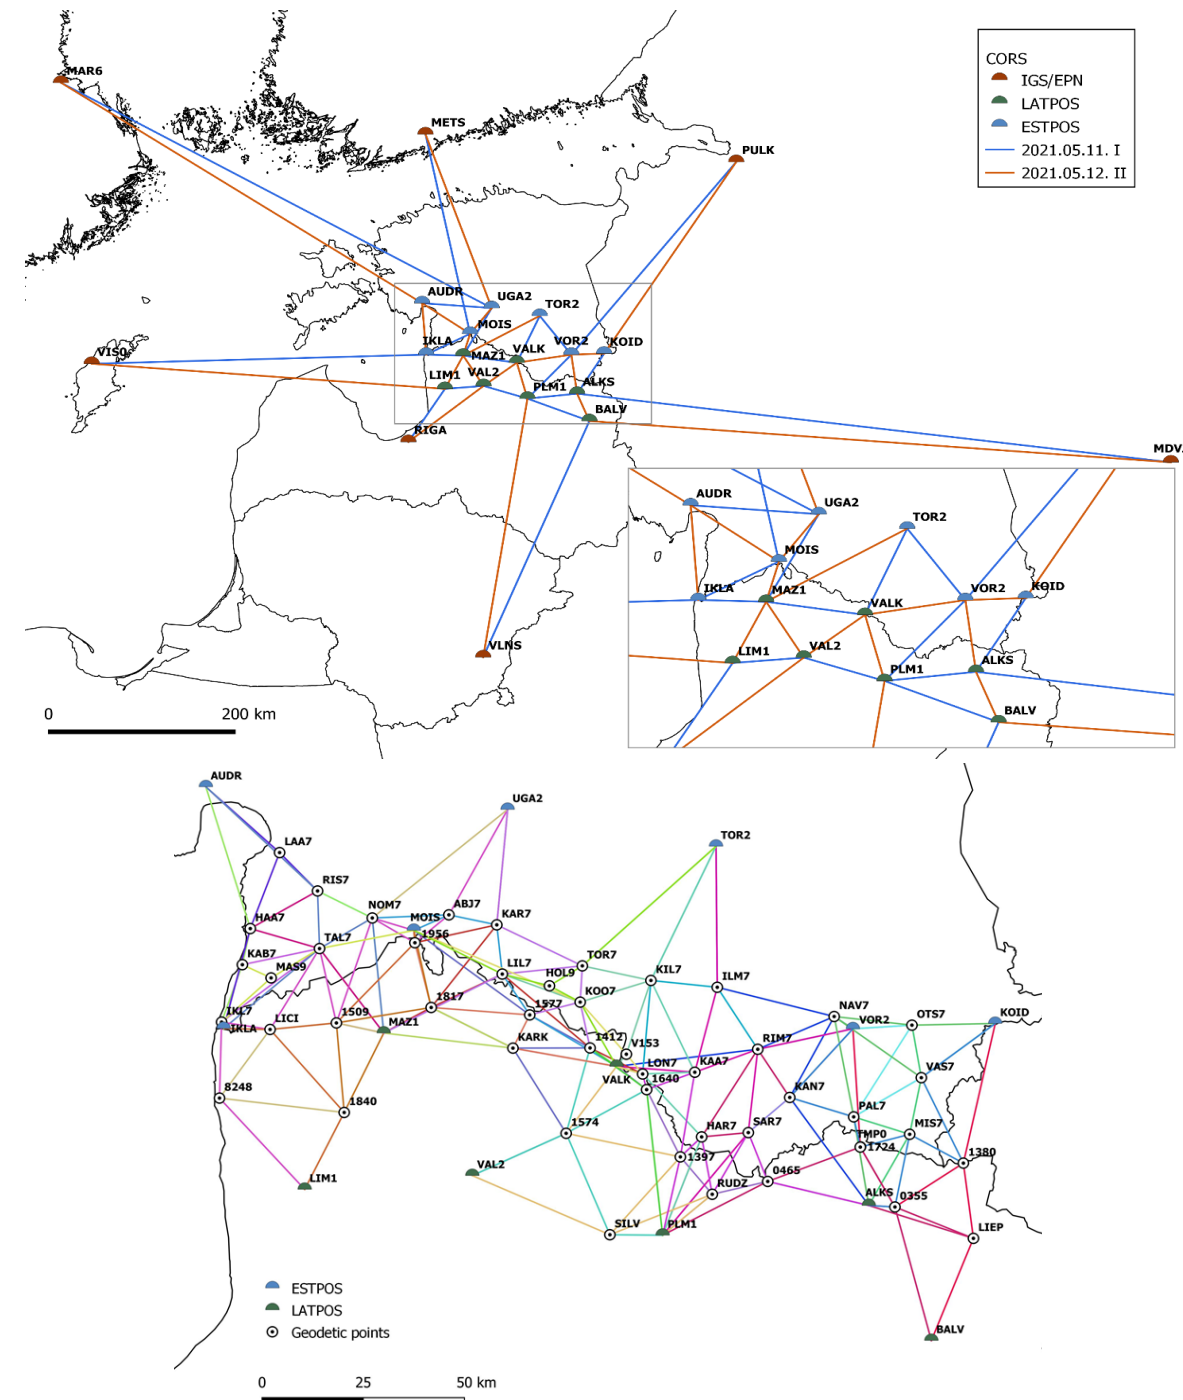 CORS
IGS/EPN
LATPOS
ESTPOS
2021.05.11. I
2021.05.12. II
MAR6
METS
PULK
AUDR
UGA2
TOR2
MOIS
IKLA
MAZ1
VALK
VOR2
KOID
VIS0
LIM1
VAL2
PLM1
ALKS
BALV
RIGA
MDV
VLNS
0 200 km
AUDR
UGA2
TOR2
MOIS
IKLA
MAZ1
VALK
VOR2
KOID
LIM1
VAL2
PLM1
ALKS
BALV
AUDR
UGA2
TOR2
LAA7
RIS7
NOM7
ABJ7
MOIS
KAR7
HAA7
1956
TAL7
KAB7
MAS9
LIL7
TOR7
HOL9
KIL7
ILM7
KOO7
IKL7
IKLA
LICI
1509
MAZ1
1817
1577
NAV7
VOR2
OTS7
KOID
KARK
1412
V153
RIM7
VALK
LON7
KAA7
1640
VAS7
8248
1840
KAN7
PAL7
1574
HAR7
SAR7
TMP0
1724
MIS7
1380
VAL2
1397
0465
LIM1
RUDZ
ALKS
0355
SILV
PLM1
LIEP
BALV
ESTPOS
LATPOS
Geodetic points
0 25 50 km